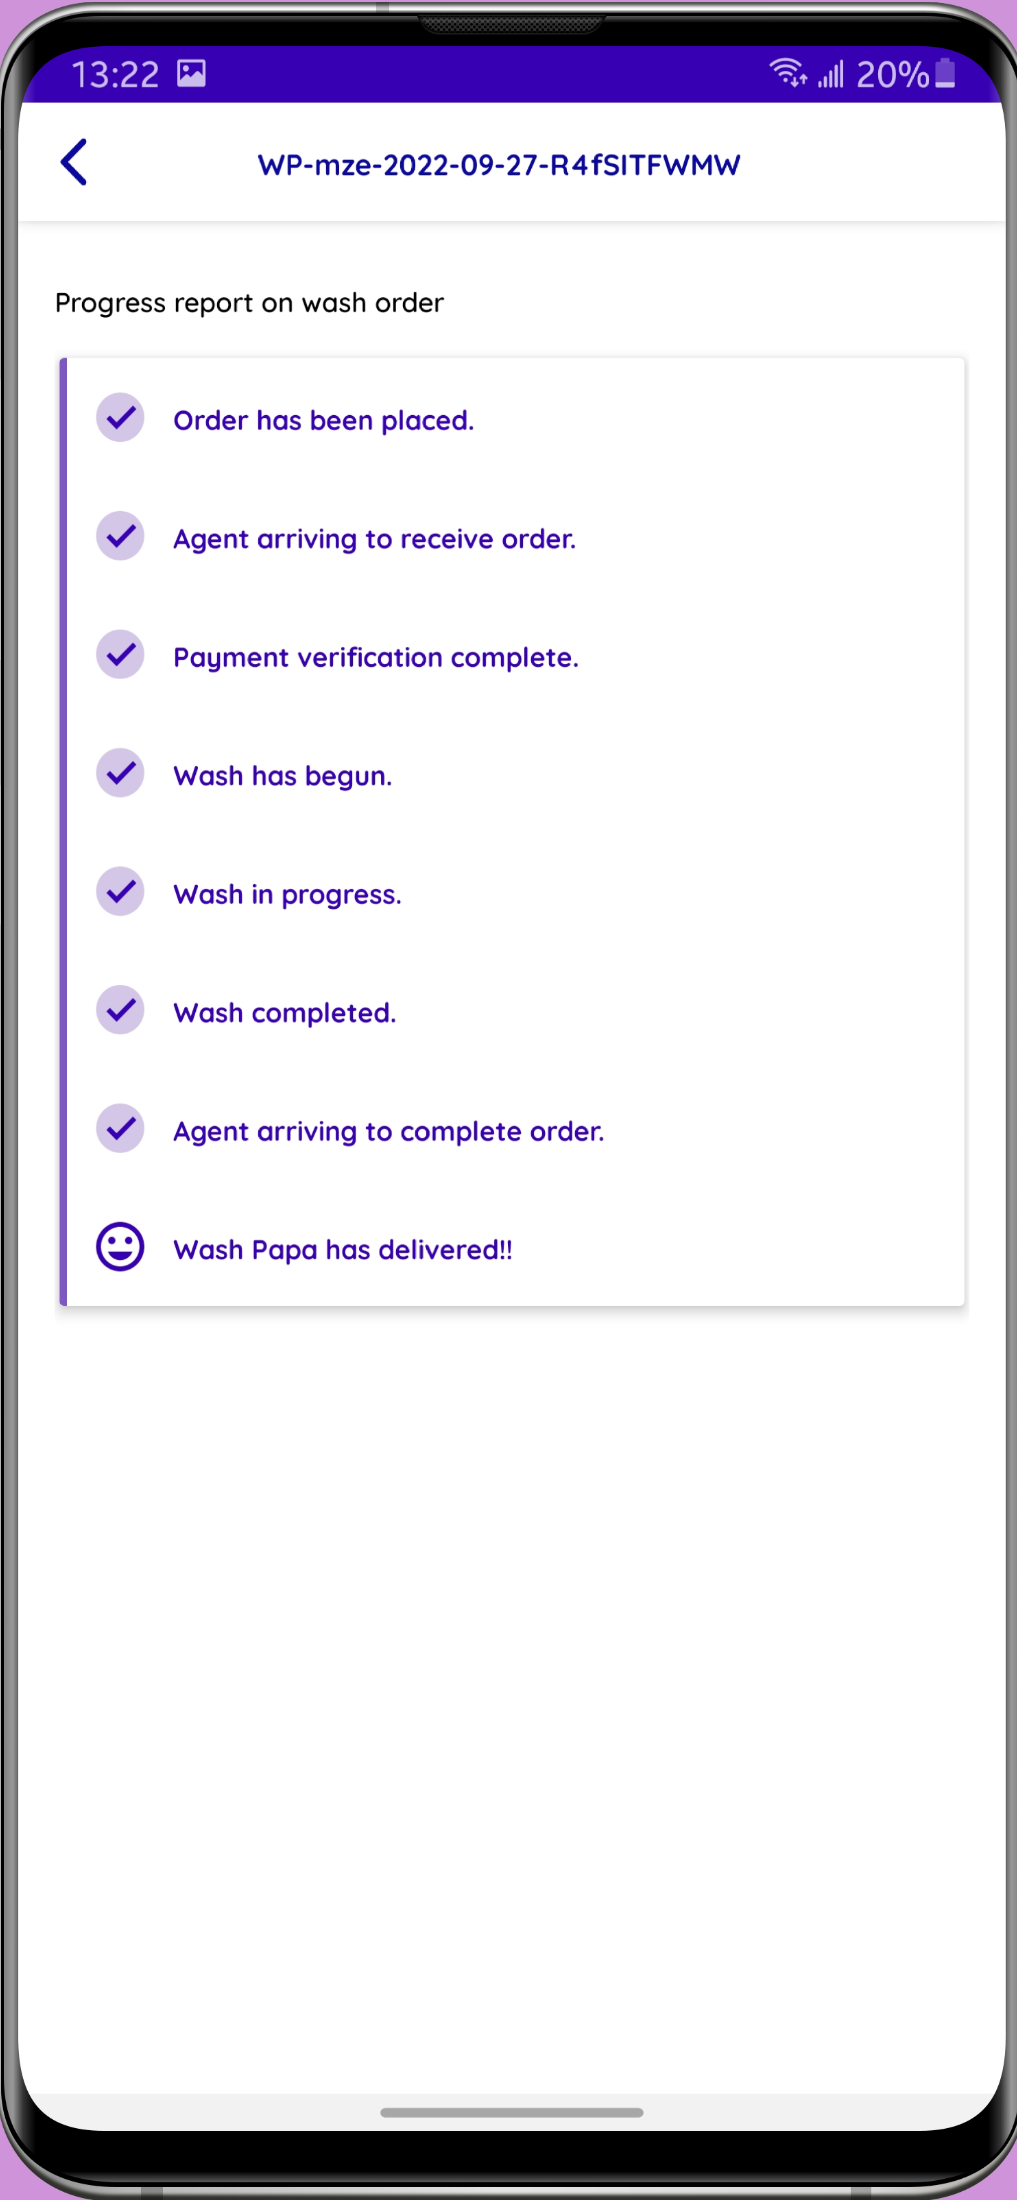 13:22 20%
WP-mze-2022-09-27-R4fSITFWMW
Progress report on wash order
Order has been placed.
Agent arriving to receive order.
Payment verification complete.
Wash has begun.
Wash in progress.
Wash completed.
Agent arriving to complete order.
Wash Papa has delivered!!